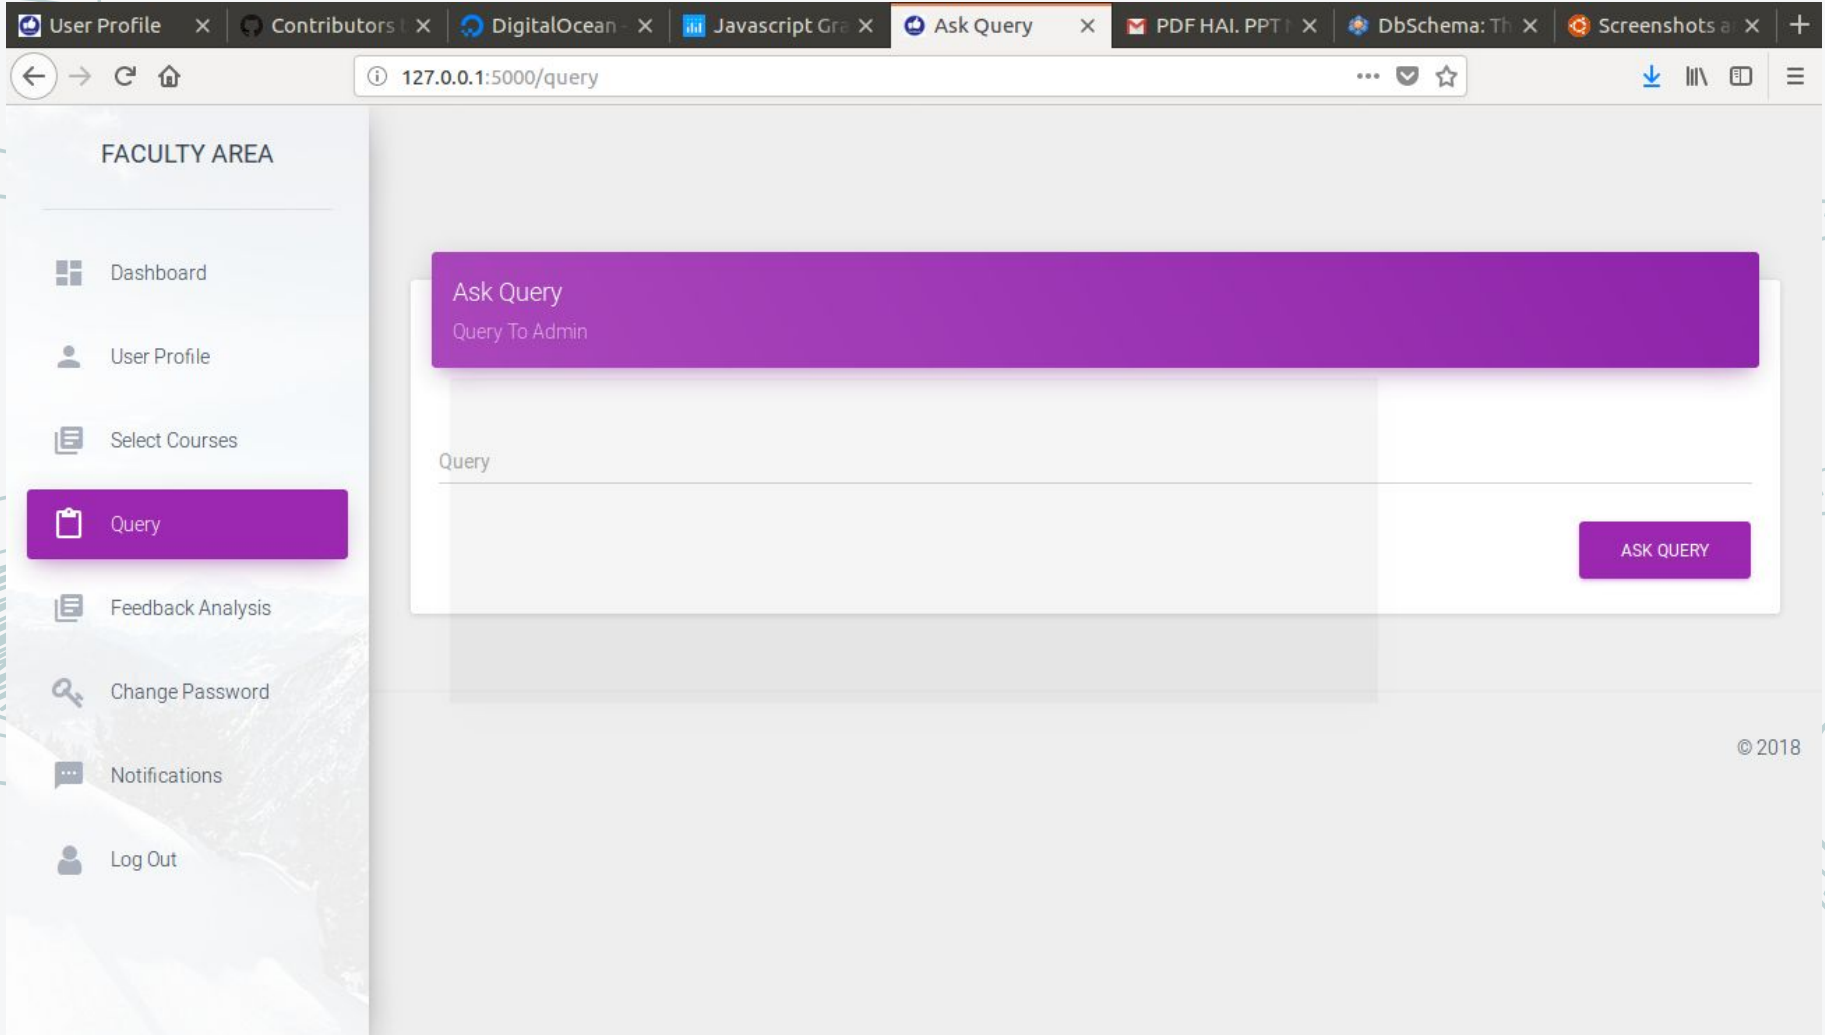 User Profile
Contributors
DigitalOcean -
Javascript Gra
Ask Query
PDF HAI. PPT
DbSchema: Th
Screenshots a
127.0.0.1:5000/query
FACULTY AREA
Dashboard
User Profile
Select Courses
Query
Feedback Analysis
Change Password
Notifications
Log Out
Ask Query
Query To Admin
Query
ASK QUERY
© 2018